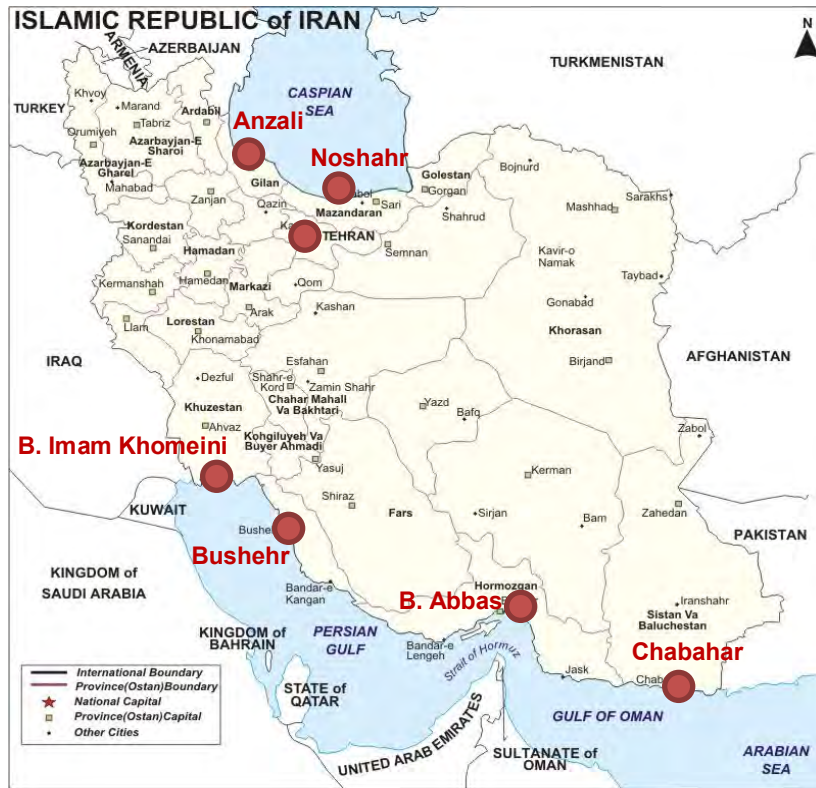 ISLAMIC REPUBLIC of IRAN
N
ARMENIA
AZERBAIJAN
TURKMENISTAN
TURKEY
Khvoy
Marand
Tabriz
Ardabil
Orumiyeh
Azarbayjan-E
Sharoi
Azarbayjan-E
Gharel
Mahabad
CASPIAN
SEA
Anzali
Noshahr
Gilan
Golestan
Gorgan
Bojnurd
Sari
Mazandaran
Shahrud
Mashhad
Sarakhs
Zanjan
Qazin
TEHRAN
Semnan
Kordestan
Sanandai
Hamadan
Hamedan
Kermanshah
Markazi
Qom
Kavir-o
Namak
Taybad
Gonabad
Arak
Kashan
Llam
Lorestan
Khonamabad
Khorasan
Birjand
IRAQ
AFGHANISTAN
Dezful
Esfahan
Shahr-e
Kord
Zamin Shahr
Chahar Mahall
Va Bakhtari
Yazd
Bafq
Khuzestan
Ahvaz
Kohgiluyeh Va
Buyer Ahmadi
Zabol
B. Imam Khomeini
Yasuj
Kerman
Shiraz
Fars
Sirjan
Bam
Zahedan
KUWAIT
PAKISTAN
Bushehr
KINGDOM of
SAUDI ARABIA
Bandar-e
Kangan
Hormozgan
B. Abbas
Iranshahr
Sistan Va
Baluchestan
KINGDOM of
BAHRAIN
PERSIAN
GULF
Bandar-e
Lengeh
Strait of Hormuz
Jask
Chabahar
STATE of
QATAR
GULF OF OMAN
UNITED ARAB EMIRATES
SULTANATE of
OMAN
ARABIAN
SEA
International Boundary
Province(Ostan)Boundary
National Capital
Province(Ostan)Capital
Other Cities